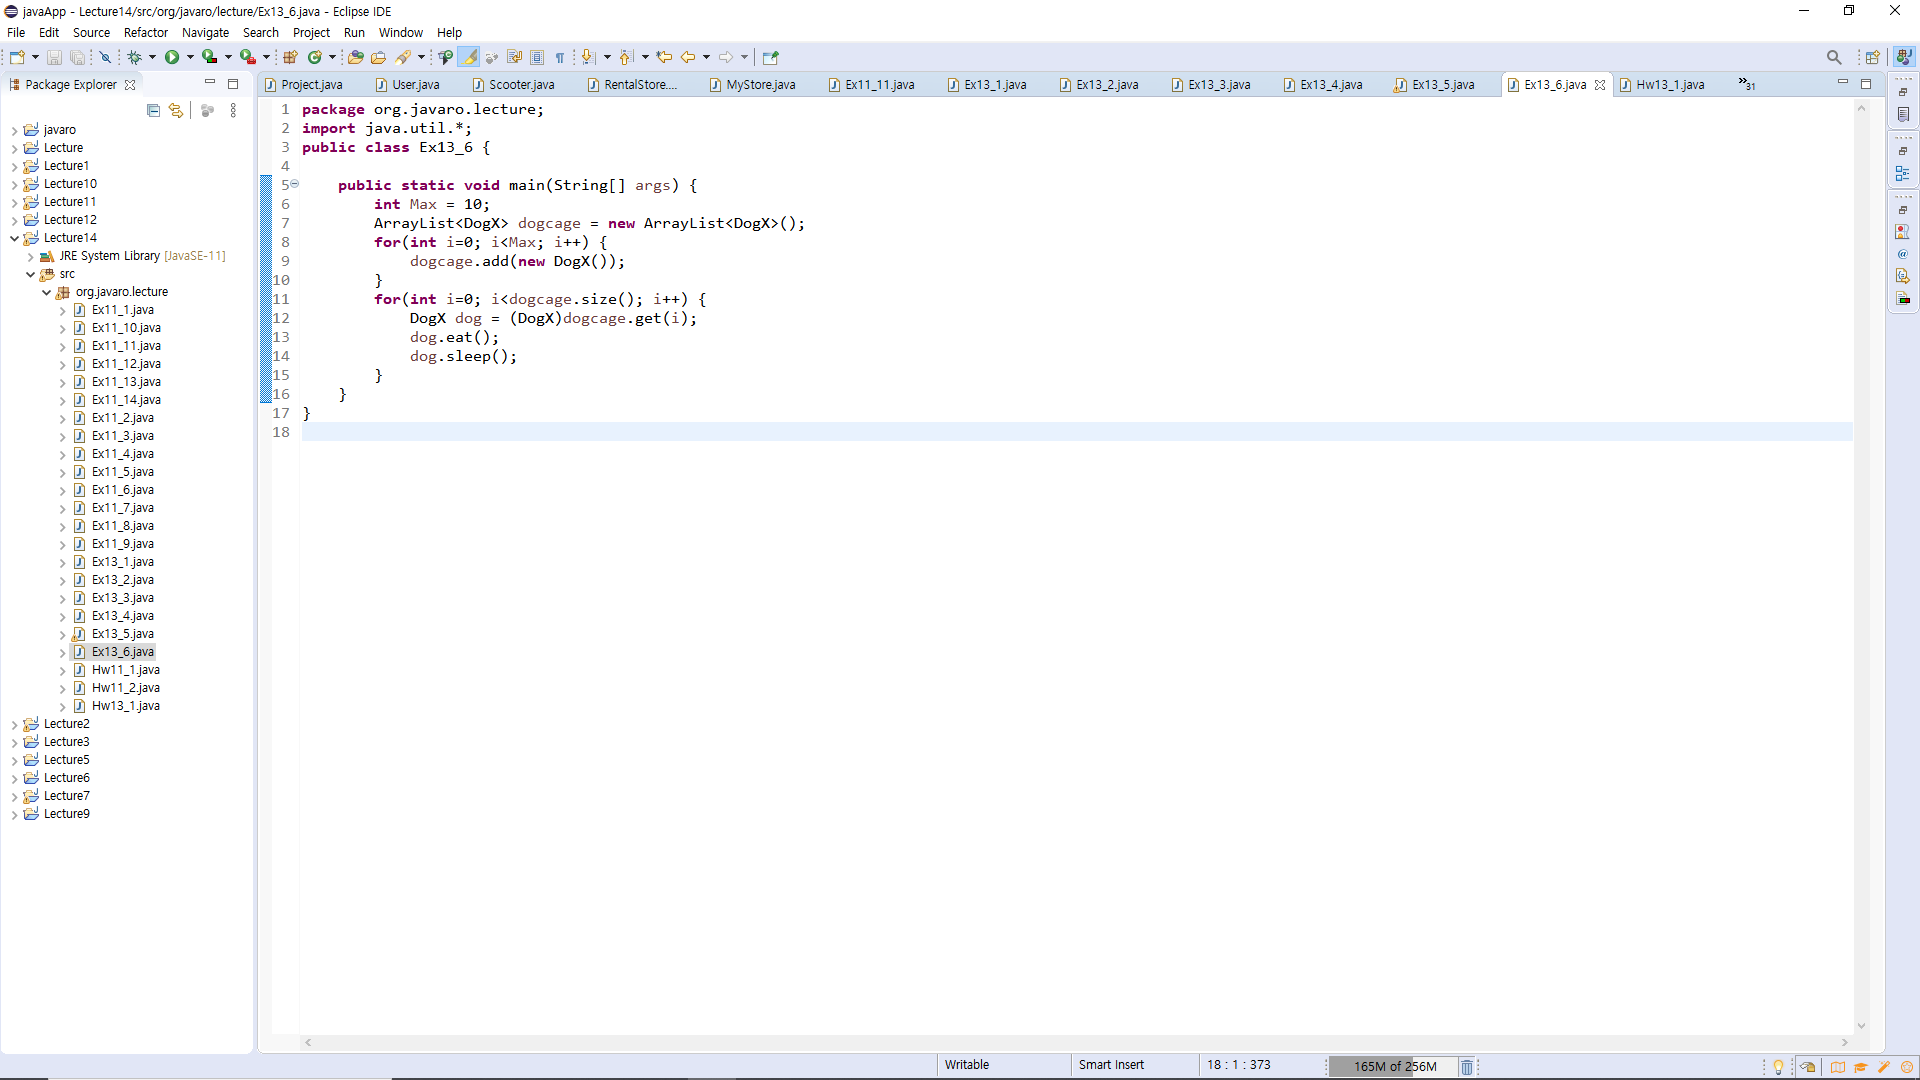 javaApp - Lecture14/src/org/javaro/lecture/Ex13_6.java - Eclipse IDE
File Edit Source Refactor Navigate Search Project Run Window Help
Package Explorer
Project.java User.java Scooter.java RentalStore.... MyStore.java Ex11_11.java Ex13_1.java Ex13_2.java Ex13_3.java Ex13_4.java Ex13_5.java Ex13_6.java Hw13_1.java »31
javaro
Lecture
Lecture1
Lecture10
Lecture11
Lecture12
Lecture14
JRE System Library [JavaSE-11]
src
org.javaro.lecture
Ex11_1.java
Ex11_10.java
Ex11_11.java
Ex11_12.java
Ex11_13.java
Ex11_14.java
Ex11_2.java
Ex11_3.java
Ex11_4.java
Ex11_5.java
Ex11_6.java
Ex11_7.java
Ex11_8.java
Ex11_9.java
Ex13_1.java
Ex13_2.java
Ex13_3.java
Ex13_4.java
Ex13_5.java
Ex13_6.java
Hw11_1.java
Hw11_2.java
Hw13_1.java
Lecture2
Lecture3
Lecture5
Lecture6
Lecture7
Lecture9
1 package org.javaro.lecture;
2 import java.util.*;
3 public class Ex13_6 {
4
5     public static void main(String[] args) {
6         int Max = 10;
7         ArrayList<DogX> dogcage = new ArrayList<DogX>();
8         for(int i=0; i<Max; i++) {
9             dogcage.add(new DogX());
10         }
11         for(int i=0; i<dogcage.size(); i++) {
12             DogX dog = (DogX)dogcage.get(i);
13             dog.eat();
14             dog.sleep();
15         }
16     }
17 }
18
Writable Smart Insert 18 : 1 : 373 165M of 256M